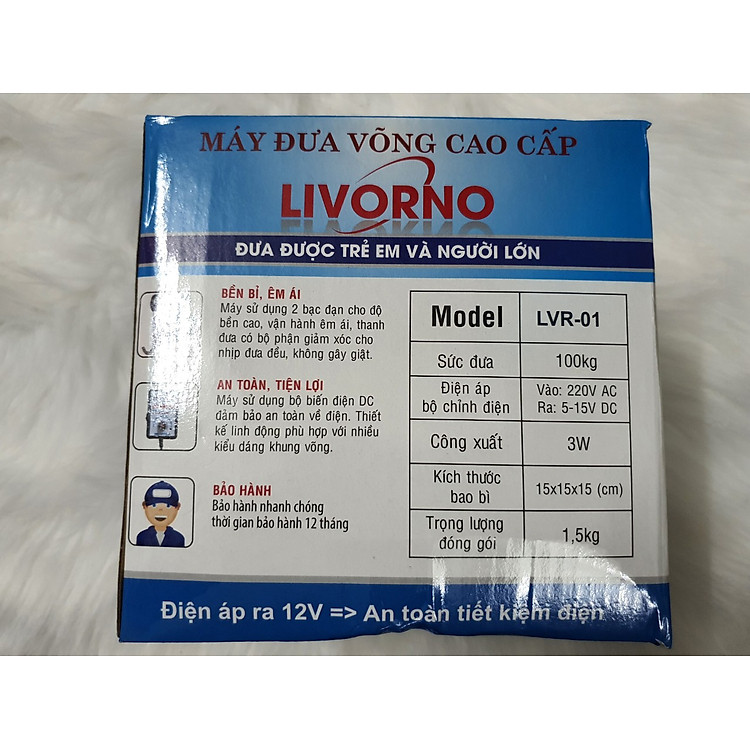 MÁY ĐƯA VÕNG CAO CẤP
LIVORNO
ĐƯA ĐƯỢC TRẺ EM VÀ NGƯỜI LỚN
BỀN BỈ, ÊM ÁI
Máy sử dụng 2 bạc đạn cho độ
bền cao, vận hành êm ái, thanh
đưa có bộ phận giảm xóc cho
nhịp đưa đều, không gây giật.
AN TOÀN, TIỆN LỢI
Máy sử dụng bộ biến điện DC
đảm bảo an toàn về điện. Thiết
kế linh động phù hợp với nhiều
kiểu dáng khung võng.
BẢO HÀNH
Bảo hành nhanh chóng
thời gian bảo hành 12 tháng
Model LVR-01
Sức đưa 100kg
Điện áp Vào: 220V AC
bộ chỉnh điện Ra: 5-15V DC
Công xuất 3W
Kích thước
bao bì 15x15x15 (cm)
Trọng lượng
đóng gói 1,5kg
Điện áp ra 12V => An toàn tiết kiệm điện